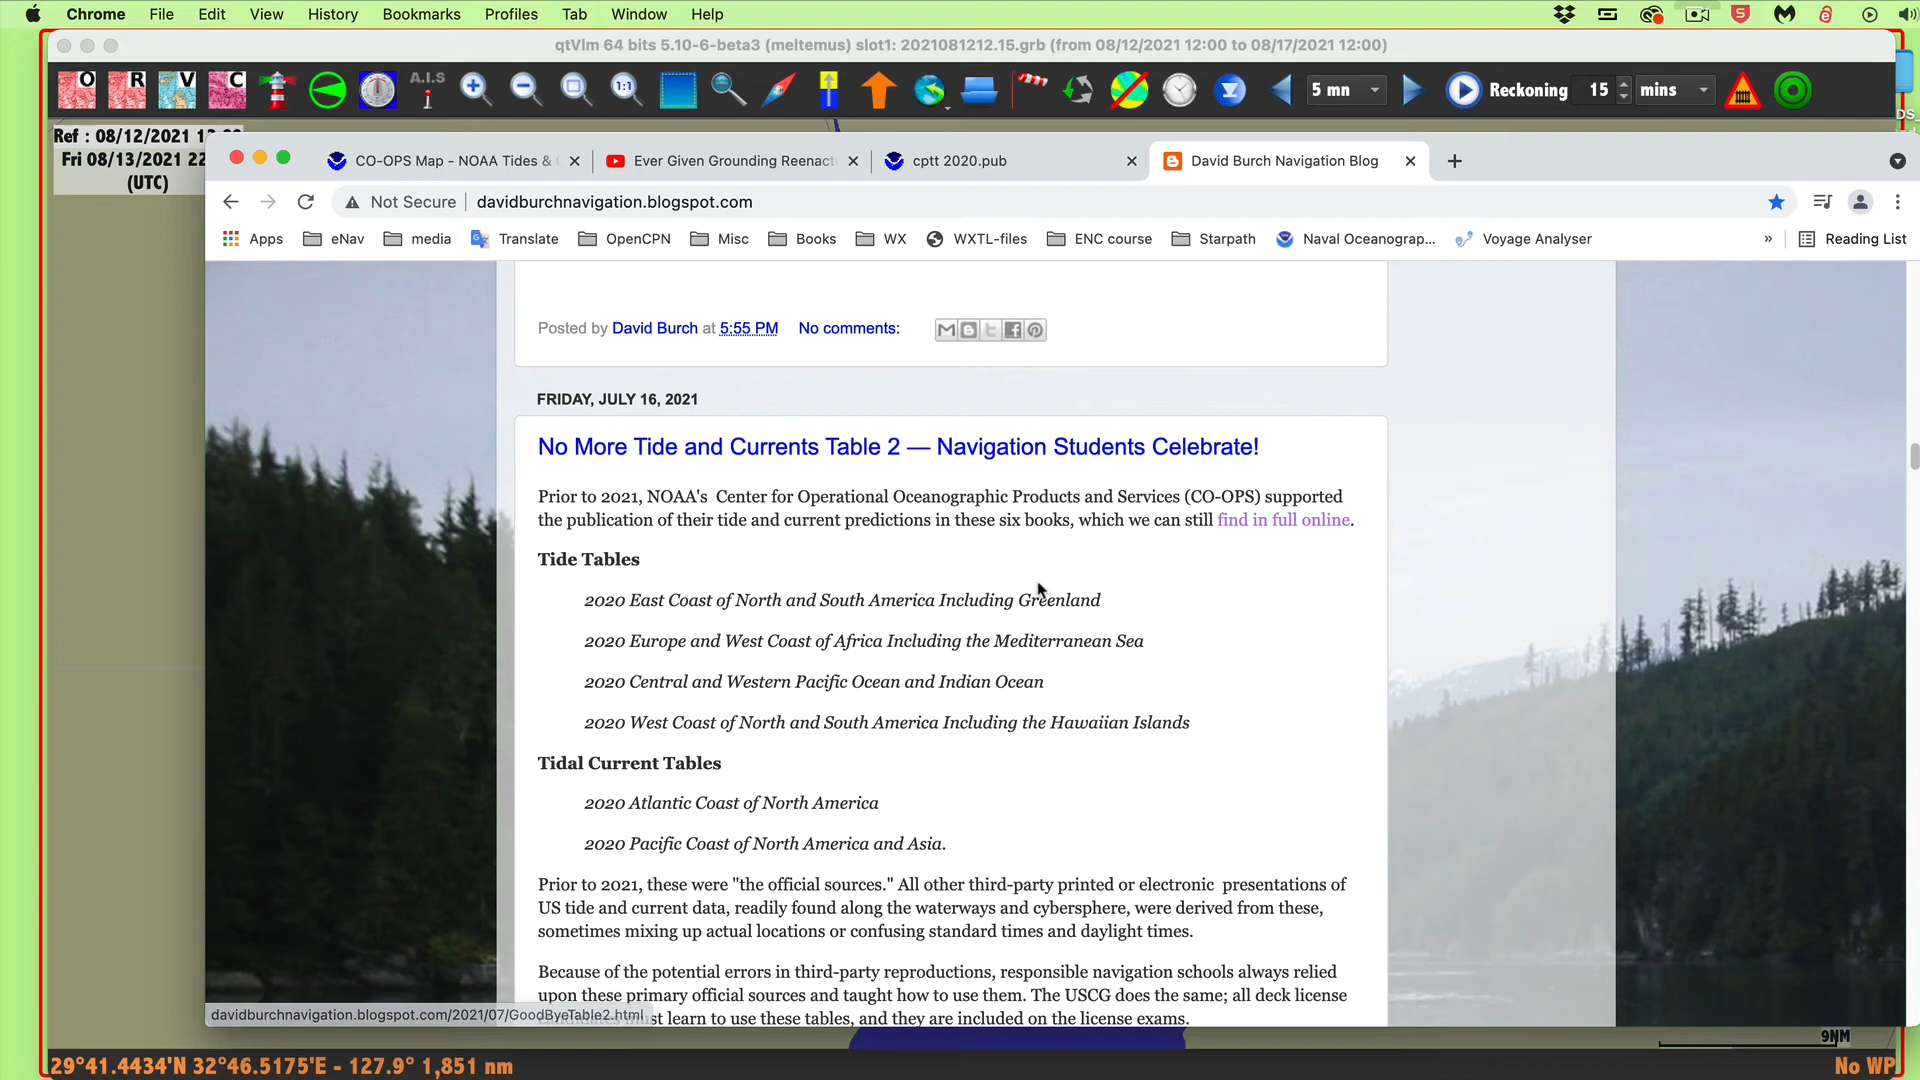 Chrome File Edit View History Bookmarks Profiles Tab Window Help
qtVlm 64 bits 5.10-6-beta3 (meltemus) slot1: 2021081212.15.grb (from 08/12/2021 12:00 to 08/17/2021 12:00)
O R V C A.I.S 1:1 5 mn Reckoning 15 mins
Ref : 08/12/2021
Fri 08/13/2021 22
(UTC)
CO-OPS Map - NOAA Tides & Ever Given Grounding Reenact cptt 2020.pub David Burch Navigation Blog
Not Secure davidburchnavigation.blogspot.com
Apps eNav media Translate OpenCPN Misc Books WX WXTL-files ENC course Starpath Naval Oceanograp... Voyage Analyser » Reading List
Posted by David Burch at 5:55 PM No comments:
FRIDAY, JULY 16, 2021
No More Tide and Currents Table 2 — Navigation Students Celebrate!
Prior to 2021, NOAA's Center for Operational Oceanographic Products and Services (CO-OPS) supported
the publication of their tide and current predictions in these six books, which we can still find in full online.
Tide Tables
2020 East Coast of North and South America Including Greenland
2020 Europe and West Coast of Africa Including the Mediterranean Sea
2020 Central and Western Pacific Ocean and Indian Ocean
2020 West Coast of North and South America Including the Hawaiian Islands
Tidal Current Tables
2020 Atlantic Coast of North America
2020 Pacific Coast of North America and Asia.
Prior to 2021, these were "the official sources." All other third-party printed or electronic presentations of
US tide and current data, readily found along the waterways and cybersphere, were derived from these,
sometimes mixing up actual locations or confusing standard times and daylight times.
Because of the potential errors in third-party reproductions, responsible navigation schools always relied
upon these primary official sources and taught how to use them. The USCG does the same; all deck license
st learn to use these tables, and they are included on the license exams.
davidburchnavigation.blogspot.com/2021/07/GoodByeTable2.html
9NM
29°41.4434'N 32°46.5175'E - 127.9° 1,851 nm
No WP